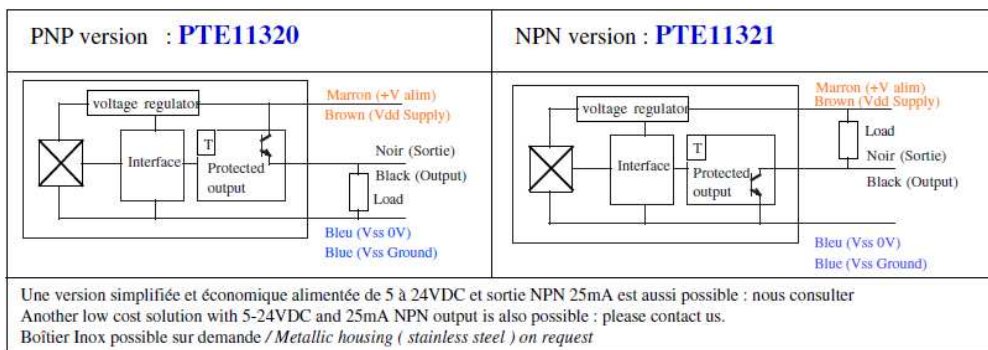 PNP version : PTE11320
NPN version : PTE11321
Marron (+V alim)
Brown (Vdd Supply)
voltage regulator
T
Interface
Protected
output
Noir (Sortie)
Black (Output)
Load
Bleu (Vss 0V)
Blue (Vss Ground)
Marron (+V alim)
Brown (Vdd Supply)
voltage regulator
Load
T
Interface
Protected
output
Noir (Sortie)
Black (Output)
Bleu (Vss 0V)
Blue (Vss Ground)
Une version simplifiée et économique alimentée de 5 à 24VDC et sortie NPN 25mA est aussi possible : nous consulter
Another low cost solution with 5-24VDC and 25mA NPN output is also possible : please contact us.
Boîtier Inox possible sur demande / Metallic housing ( stainless steel ) on request